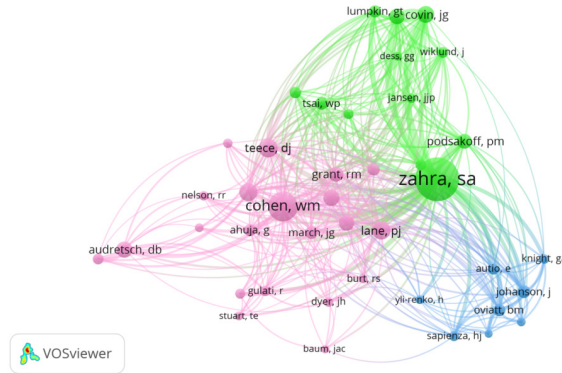 lumpkin, gt
covin, jg
dess, gg
wiklund, j
tsai, wp
jansen, jjp
teece, dj
podsakoff, pm
grant, rm
zahra, sa
nelson, rr
cohen, wm
ahuja, g
march, jg
lane, pj
audretsch, db
knight, g
autio, e
burt, rs
gulati, r
dyer, jh
yli-renko, h
johanson, j
oviatt, bm
stuart, te
sapienza, hj
baum, jac
VOSviewer